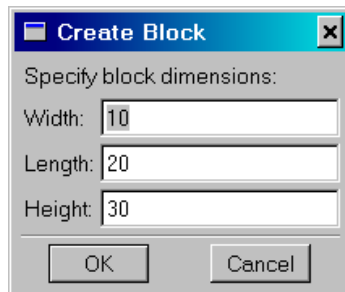 Create Block
Specify block dimensions:
Width: 10
Length: 20
Height: 30
OK Cancel